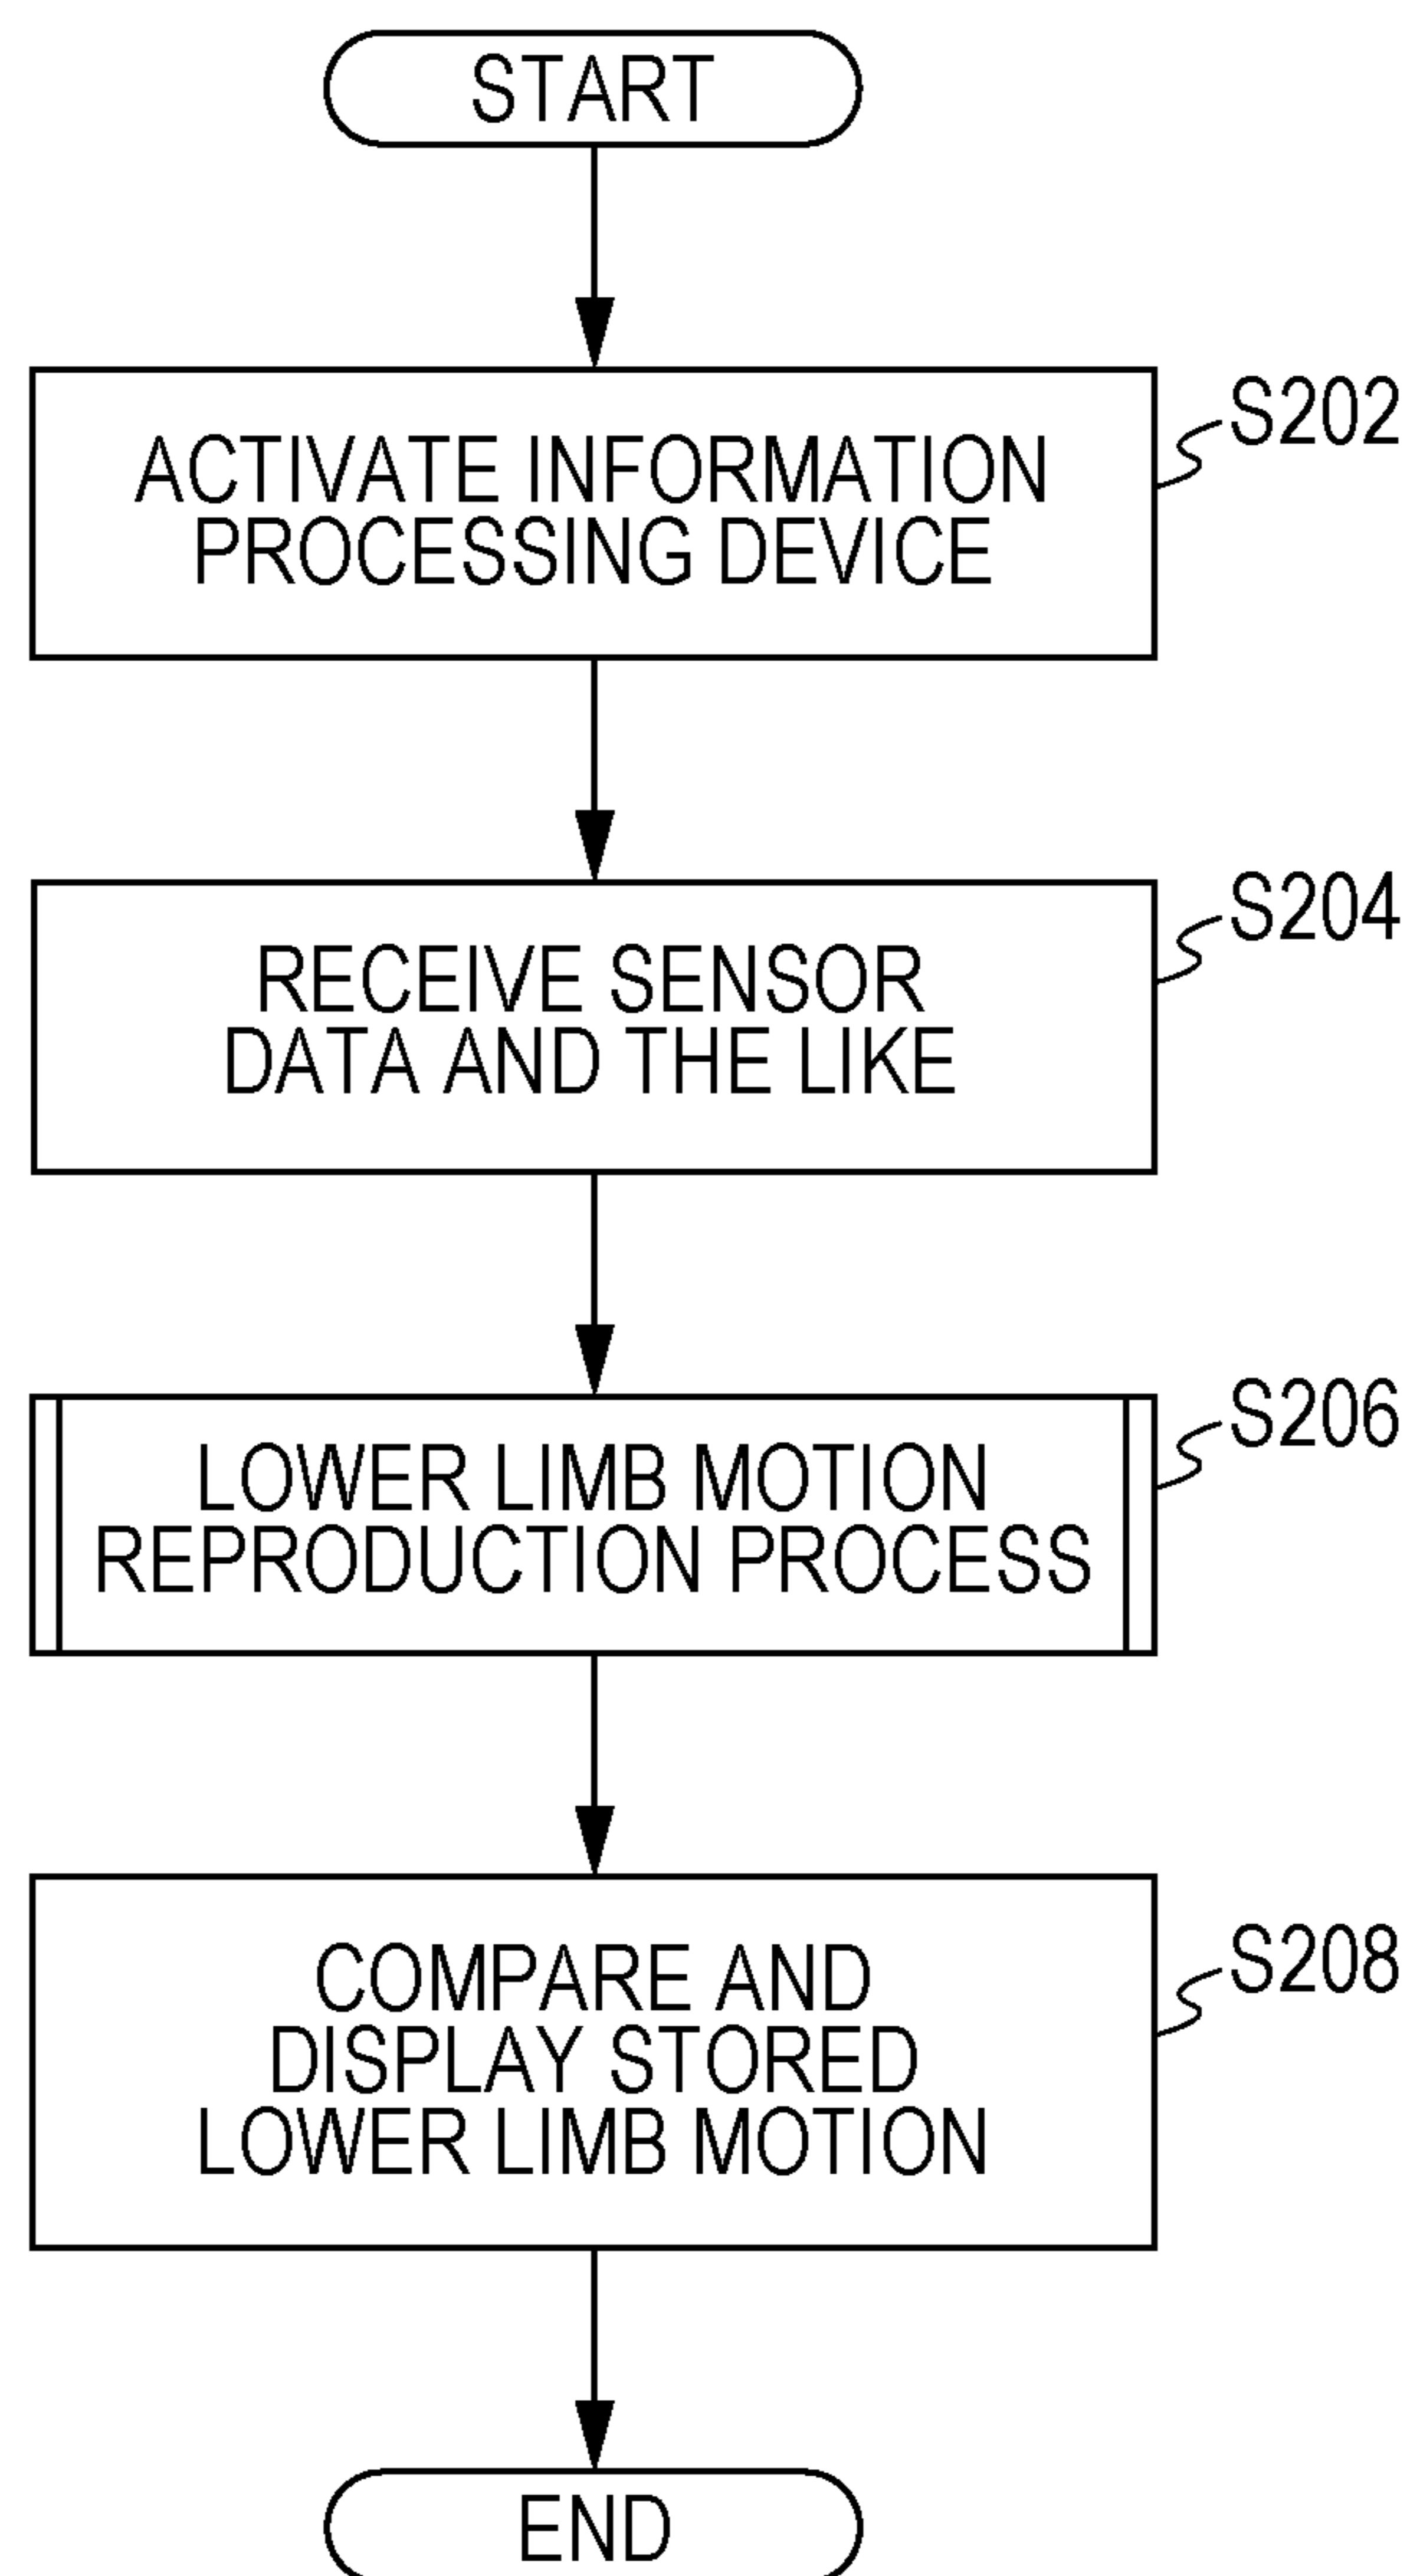 START
S202
ACTIVATE INFORMATION
PROCESSING DEVICE
S204
RECEIVE SENSOR
DATA AND THE LIKE
S206
LOWER LIMB MOTION
REPRODUCTION PROCESS
S208
COMPARE AND
DISPLAY STORED
LOWER LIMB MOTION
END